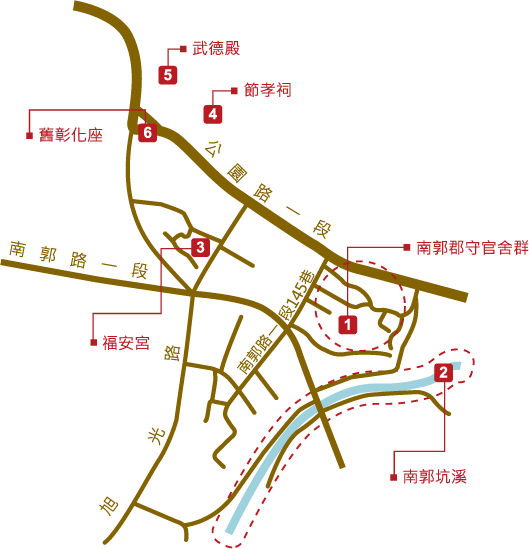 武德殿
5
節孝祠
4
舊彰化座
6
公園路一段
3
南郭路一段
南郭郡守官舍群
1
南郭路一段145巷
福安宮
2
旭光路
南郭坑溪